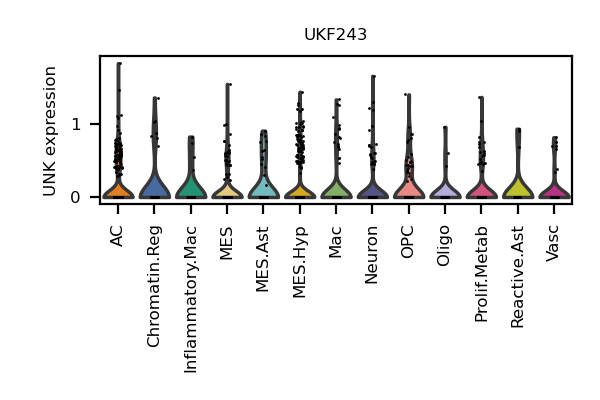 UKF243
UNK expression
1
0
AC
Chromatin.Reg
Inflammatory.Mac
MES
MES.Ast
MES.Hyp
Mac
Neuron
OPC
Oligo
Prolif.Metab
Reactive.Ast
Vasc